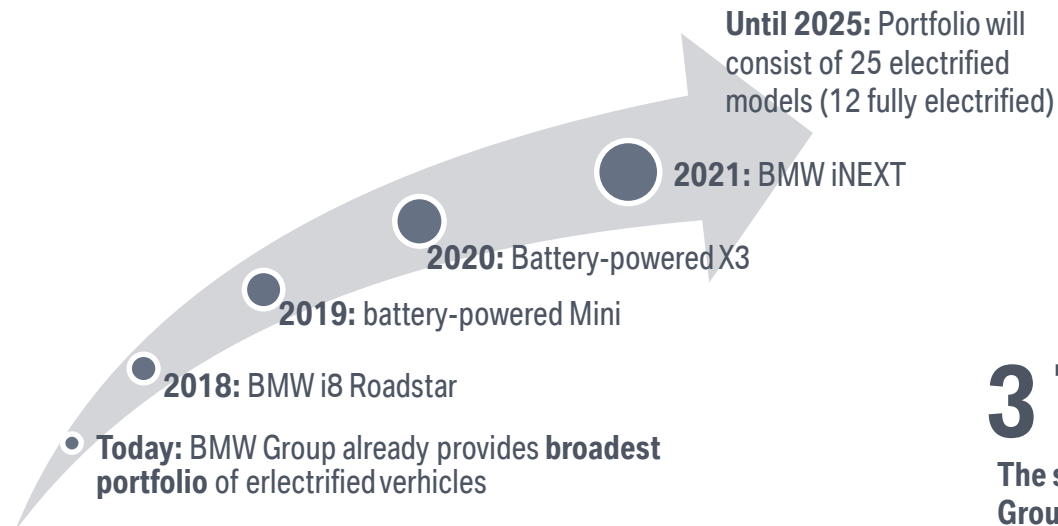 Until 2025: Portfolio will
consist of 25 electrified
models (12 fully electrified)
2021: BMW iNEXT
2020: Battery-powered X3
2019: battery-powered Mini
2018: BMW i8 Roadstar
Today: BMW Group already provides broadest
portfolio of erlectrified verhicles
3
The
Grou